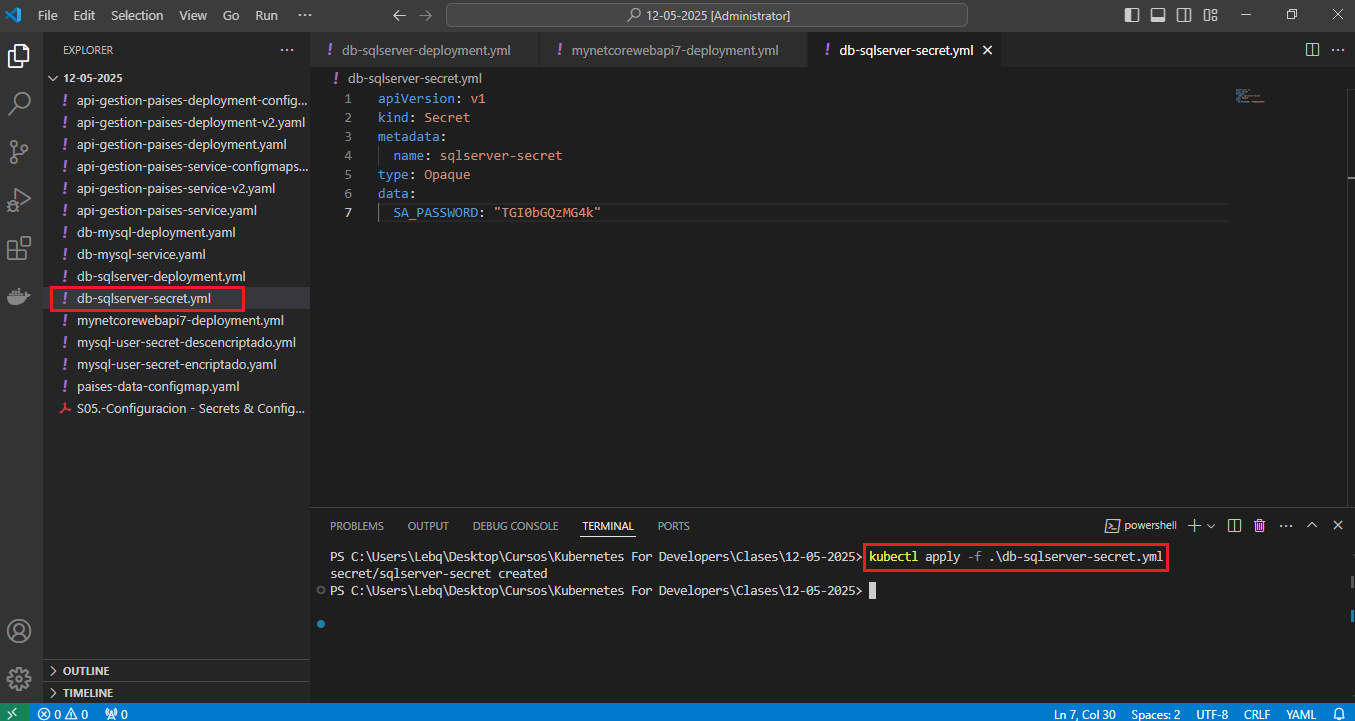 File Edit Selection View Go Run ··· 12-05-2025 [Administrator]
EXPLORER ···
12-05-2025
api-gestion-paises-deployment-config...
api-gestion-paises-deployment-v2.yaml
api-gestion-paises-deployment.yaml
api-gestion-paises-service-configmaps...
api-gestion-paises-service-v2.yaml
api-gestion-paises-service.yaml
db-mysql-deployment.yaml
db-mysql-service.yaml
db-sqlserver-deployment.yml
db-sqlserver-secret.yml
mynetcorewebapi7-deployment.yml
mysql-user-secret-descencriptado.yml
mysql-user-secret-encriptado.yaml
paises-data-configmap.yaml
S05.-Configuracion - Secrets & Config...
OUTLINE
TIMELINE
! db-sqlserver-deployment.yml ! mynetcorewebapi7-deployment.yml ! db-sqlserver-secret.yml
! db-sqlserver-secret.yml
1 apiVersion: v1
2 kind: Secret
3 metadata:
4 name: sqlserver-secret
5 type: Opaque
6 data:
7 SA_PASSWORD: "TGI0bGQzMG4k"
PROBLEMS OUTPUT DEBUG CONSOLE TERMINAL PORTS powershell
PS C:\Users\Lebq\Desktop\Cursos\Kubernetes For Developers\Clases\12-05-2025> kubectl apply -f .\db-sqlserver-secret.yml
secret/sqlserver-secret created
PS C:\Users\Lebq\Desktop\Cursos\Kubernetes For Developers\Clases\12-05-2025>
0 0 0 Ln 7, Col 30 Spaces: 2 UTF-8 CRLF YAML